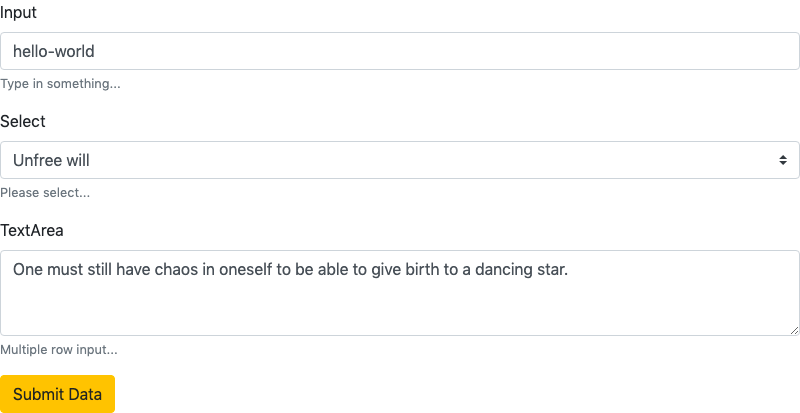 Input
hello-world
Type in something...
Select
Unfree will
Please select...
TextArea
One must still have chaos in oneself to be able to give birth to a dancing star.
Multiple row input...
Submit Data